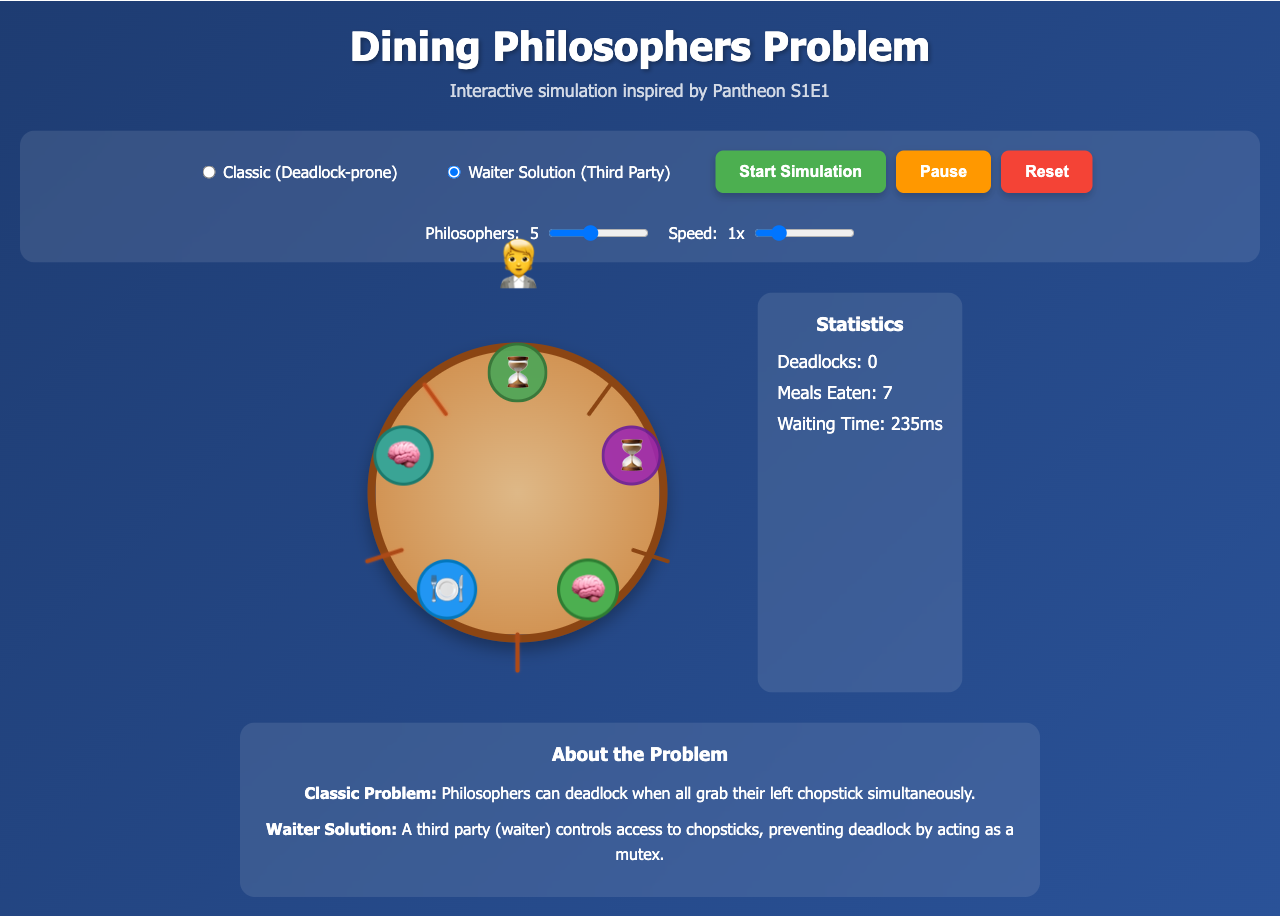 Dining Philosophers Problem
Interactive simulation inspired by Pantheon S1E1
Classic (Deadlock-prone) Waiter Solution (Third Party) Start Simulation Pause Reset
Philosophers: 5 Speed: 1x
Statistics
Deadlocks: 0
Meals Eaten: 7
Waiting Time: 235ms
About the Problem
Classic Problem: Philosophers can deadlock when all grab their left chopstick simultaneously.
Waiter Solution: A third party (waiter) controls access to chopsticks, preventing deadlock by acting as a
mutex.